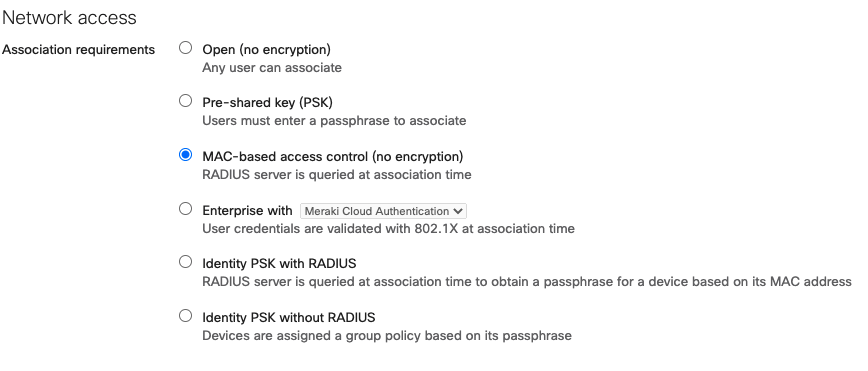 Network access
Association requirements
Open (no encryption)
Any user can associate
Pre-shared key (PSK)
Users must enter a passphrase to associate
MAC-based access control (no encryption)
RADIUS server is queried at association time
Enterprise with Meraki Cloud Authentication
User credentials are validated with 802.1X at association time
Identity PSK with RADIUS
RADIUS server is queried at association time to obtain a passphrase for a device based on its MAC address
Identity PSK without RADIUS
Devices are assigned a group policy based on its passphrase